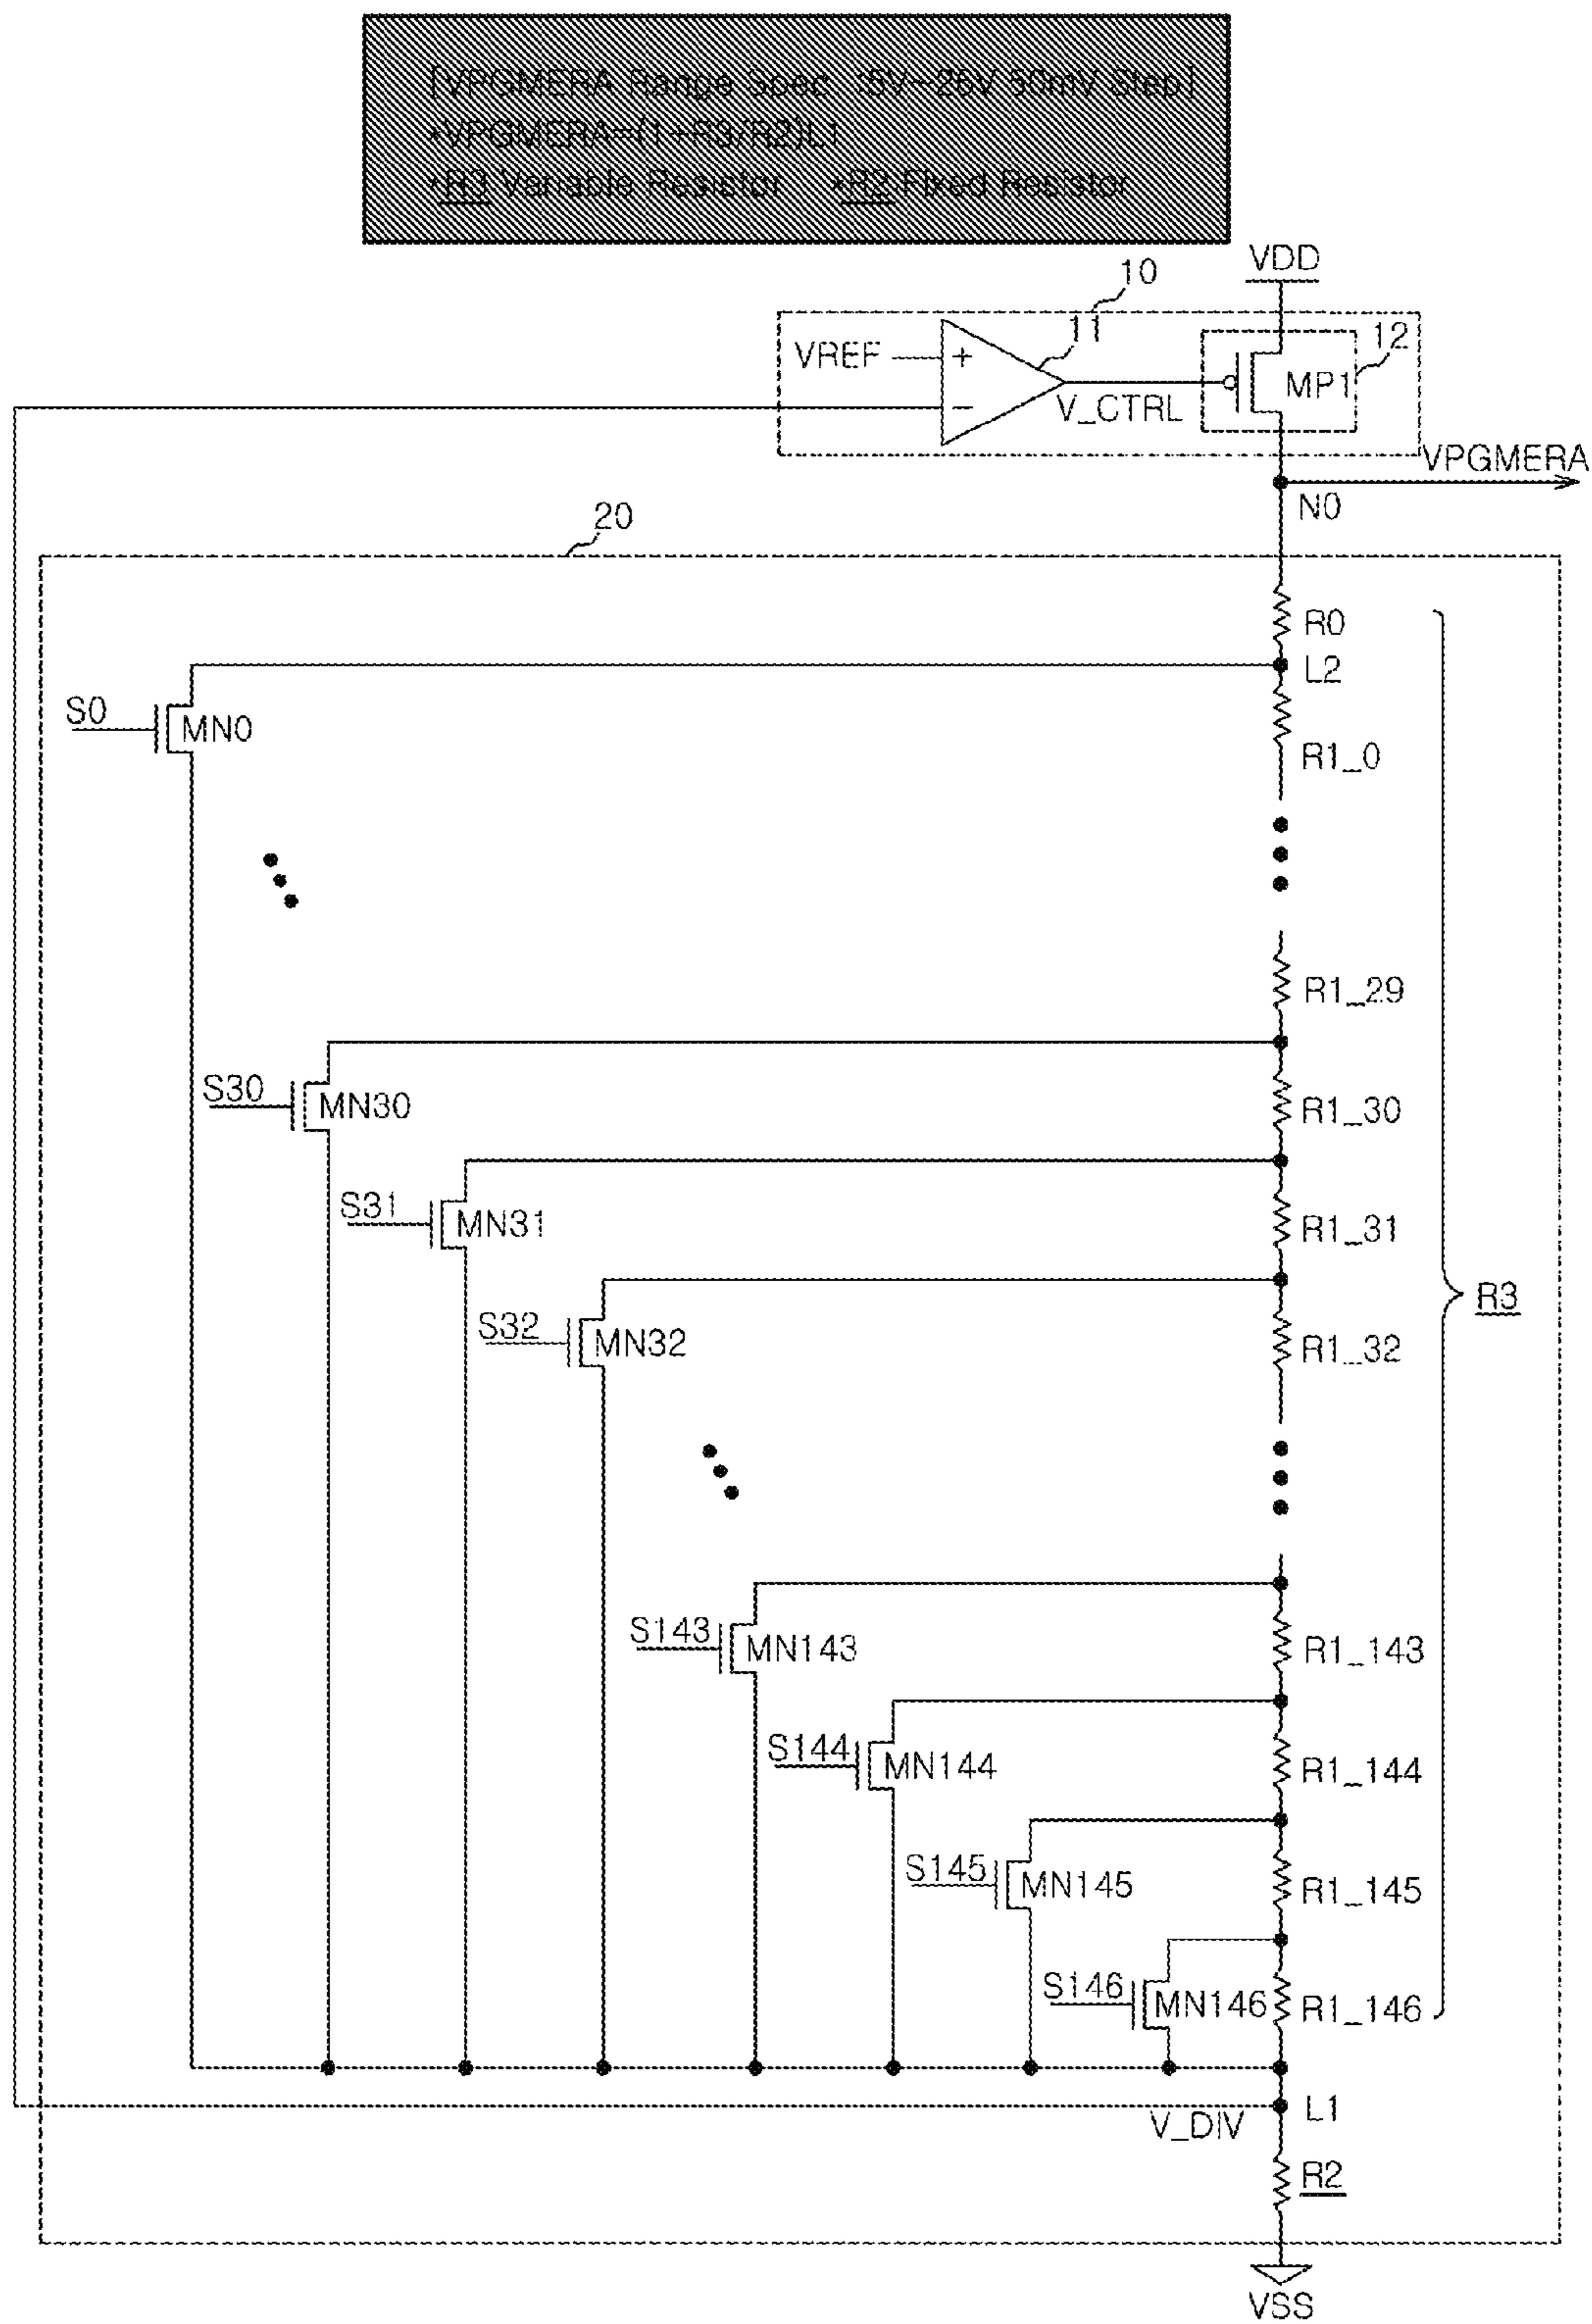 [VPGMERA Range Spec. :5V~26V 50mV Step]
*VPGMERA=(1+R3/R2)L1
*R3:Variable Resistor *R2:Fixed Resistor
VDD
10
11
12
VREF
+
−
V_CTRL
MP1
VPGMERA
N0
20
R0
L2
S0
MN0
R1_0
R1_29
S30
MN30
R1_30
S31
MN31
R1_31
R3
S32
MN32
R1_32
S143
MN143
R1_143
S144
MN144
R1_144
S145
MN145
R1_145
S146
MN146
R1_146
V_DIV
L1
R2
VSS